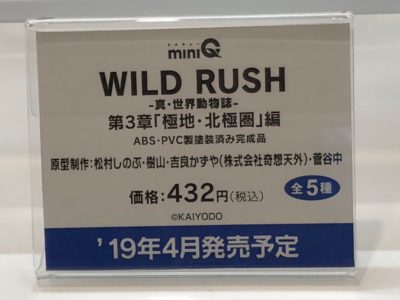 miniQ
WILD RUSH
-真・世界動物誌-
第3章「極地・北極圏」編
ABS・PVC製塗装済み完成品
原型制作：松村しのぶ・樹山・吉良かずや（株式会社奇想天外）・菅谷中
価格：432円（税込）
全5種
©KAIYODO
’19年4月発売予定